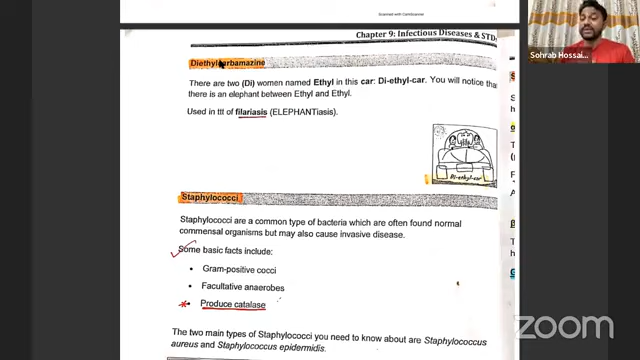 Scanned with CamScanner
Chapter 9: Infectious Diseases & STDs
Sohrab Hossai...
Diethylcarbamazine
There are two (Di) women named Ethyl in this car: Di-ethyl-car. You will notice tha
there is an elephant between Ethyl and Ethyl.
Used in ttt of filariasis (ELEPHANTiasis).
Di-ethyl-car
Staphylococci
Staphylococci are a common type of bacteria which are often found normal
commensal organisms but may also cause invasive disease.
Some basic facts include:
• Gram-positive cocci
• Facultative anaerobes
• Produce catalase
The two main types of Staphylococci you need to know about are Staphylococcus
aureus and Staphylococcus epidermidis.
LIVE
zoom